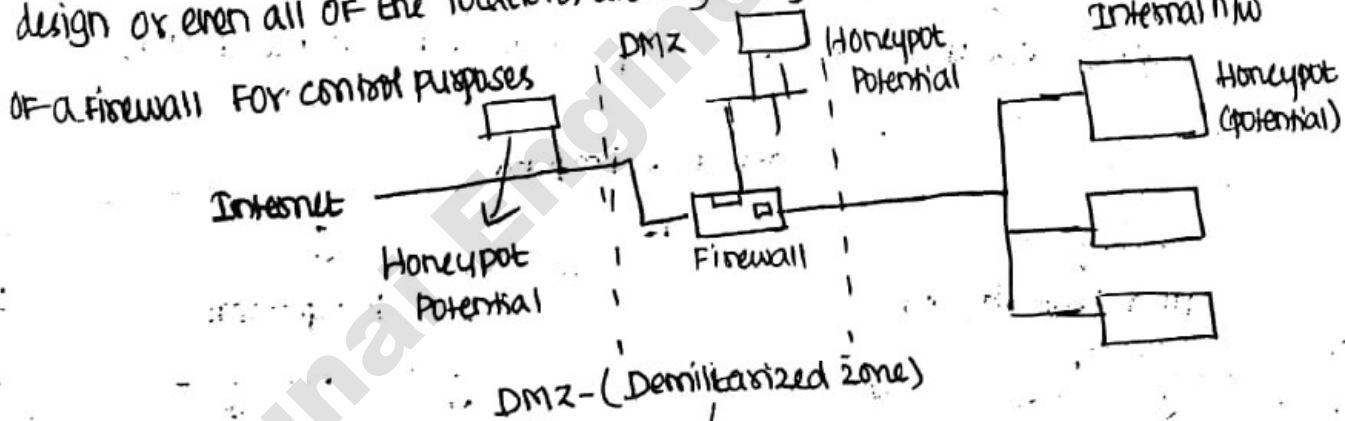 design or even all of the locations,
DMZ
Internal n/w
Honeypot
Potential
Honeypot
(potential)
OF a Firewall FOR control purposes
Internet
Honeypot
Potential
Firewall
DMZ-(Demilitarized zone)